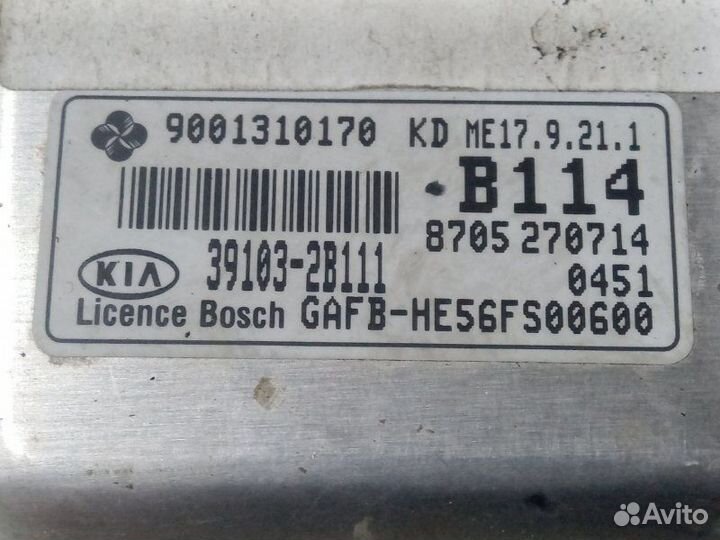 9001310170 KD ME17.9.21.1
B114
8705 270714
KIA 39103-2B111 0451
Licence Bosch GAFB-HE56FS00600
Avito